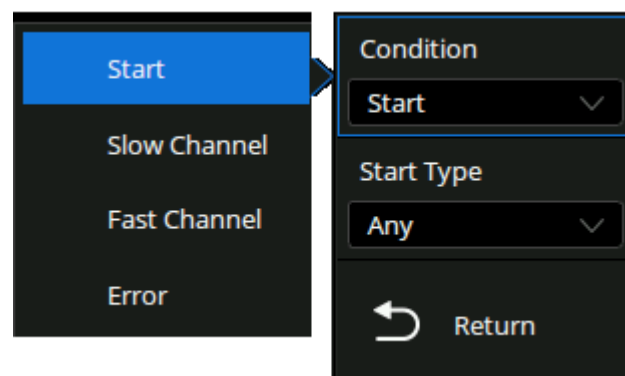 Start
Slow Channel
Fast Channel
Error
Condition
Start
Start Type
Any
Return